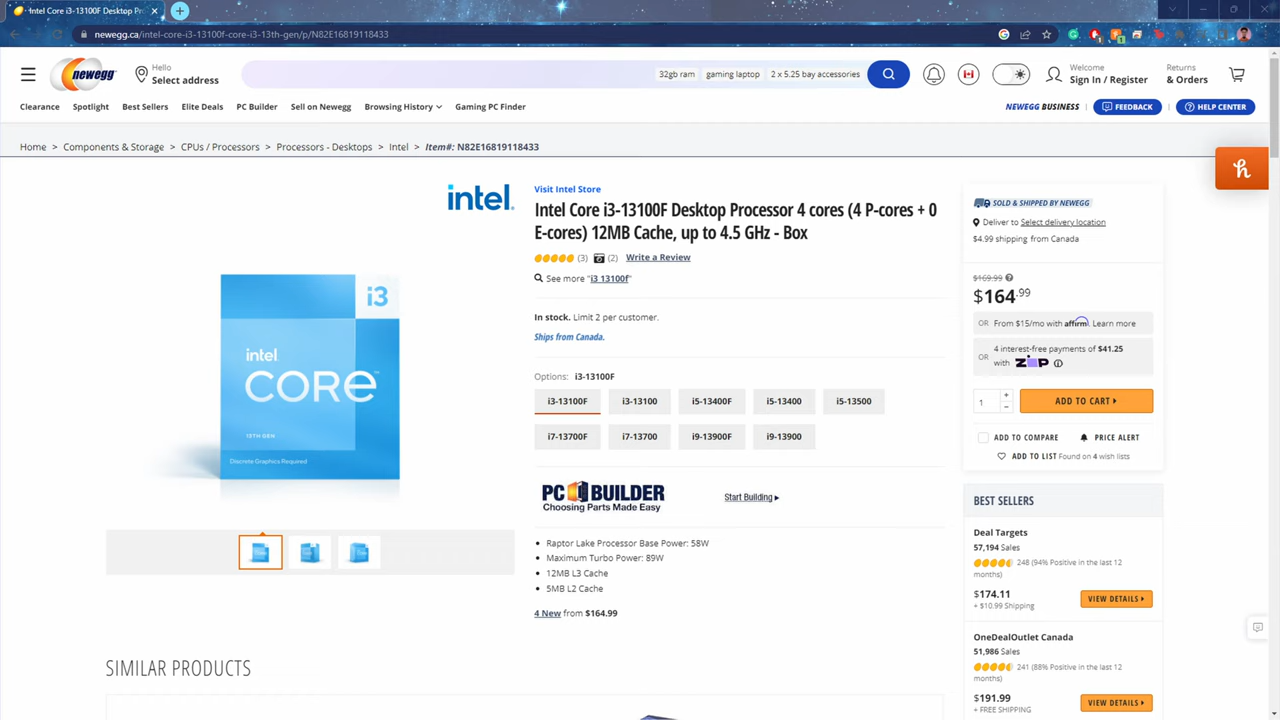 Intel Core i3-13100F Desktop Pro
newegg.ca/intel-core-i3-13100f-core-i3-13th-gen/p/N82E16819118433
newegg
Hello
Select address
32gb ram
gaming laptop
2 x 5.25 bay accessories
Welcome
Sign In / Register
Returns
& Orders
Clearance
Spotlight
Best Sellers
Elite Deals
PC Builder
Sell on Newegg
Browsing History
Gaming PC Finder
NEWEGG BUSINESS
FEEDBACK
HELP CENTER
Home > Components & Storage > CPUs / Processors > Processors - Desktops > Intel > Item#: N82E16819118433
intel.
Visit Intel Store
Intel Core i3-13100F Desktop Processor 4 cores (4 P-cores + 0
E-cores) 12MB Cache, up to 4.5 GHz - Box
(3) (2) Write a Review
See more "i3 13100f"
In stock. Limit 2 per customer.
Ships from Canada.
Options: i3-13100F
i3-13100F
i3-13100
i5-13400F
i5-13400
i5-13500
i7-13700F
i7-13700
i9-13900F
i9-13900
PC BUILDER
Choosing Parts Made Easy
Start Building
• Raptor Lake Processor Base Power: 58W
• Maximum Turbo Power: 89W
• 12MB L3 Cache
• 5MB L2 Cache
4 New from $164.99
i3
intel
CORE
13TH GEN
Discrete Graphics Required
SIMILAR PRODUCTS
SOLD & SHIPPED BY NEWEGG
Deliver to Select delivery location
$4.99 shipping from Canada
$169.99
$164.99
OR From $15/mo with affirm. Learn more
4 interest-free payments of $41.25
OR
with ZIP
1
+
−
ADD TO CART
ADD TO COMPARE
PRICE ALERT
ADD TO LIST Found on 4 wish lists
BEST SELLERS
Deal Targets
57,194 Sales
248 (94% Positive in the last 12
months)
$174.11
+ $10.99 Shipping
VIEW DETAILS
OneDealOutlet Canada
51,986 Sales
241 (88% Positive in the last 12
months)
$191.99
+ FREE SHIPPING
VIEW DETAILS